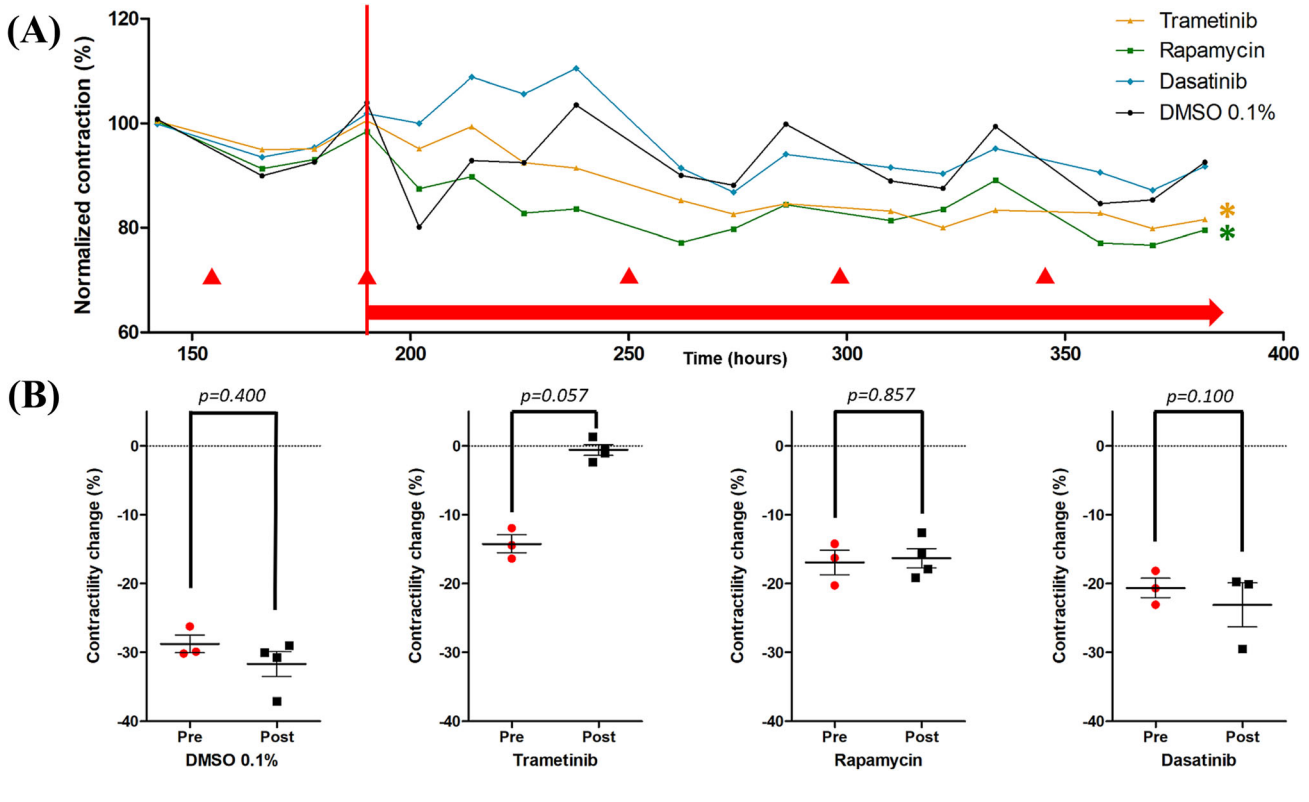 (A)
Normalized contraction (%)
120
100
80
60
Trametinib
Rapamycin
Dasatinib
DMSO 0.1%
*
*
150
200
250
300
350
400
Time (hours)
(B)
p=0.400
Contractility change (%)
0
-10
-20
-30
-40
Pre
Post
DMSO 0.1%
p=0.057
Contractility change (%)
0
-10
-20
-30
-40
Pre
Post
Trametinib
p=0.857
Contractility change (%)
0
-10
-20
-30
-40
Pre
Post
Rapamycin
p=0.100
Contractility change (%)
0
-10
-20
-30
-40
Pre
Post
Dasatinib